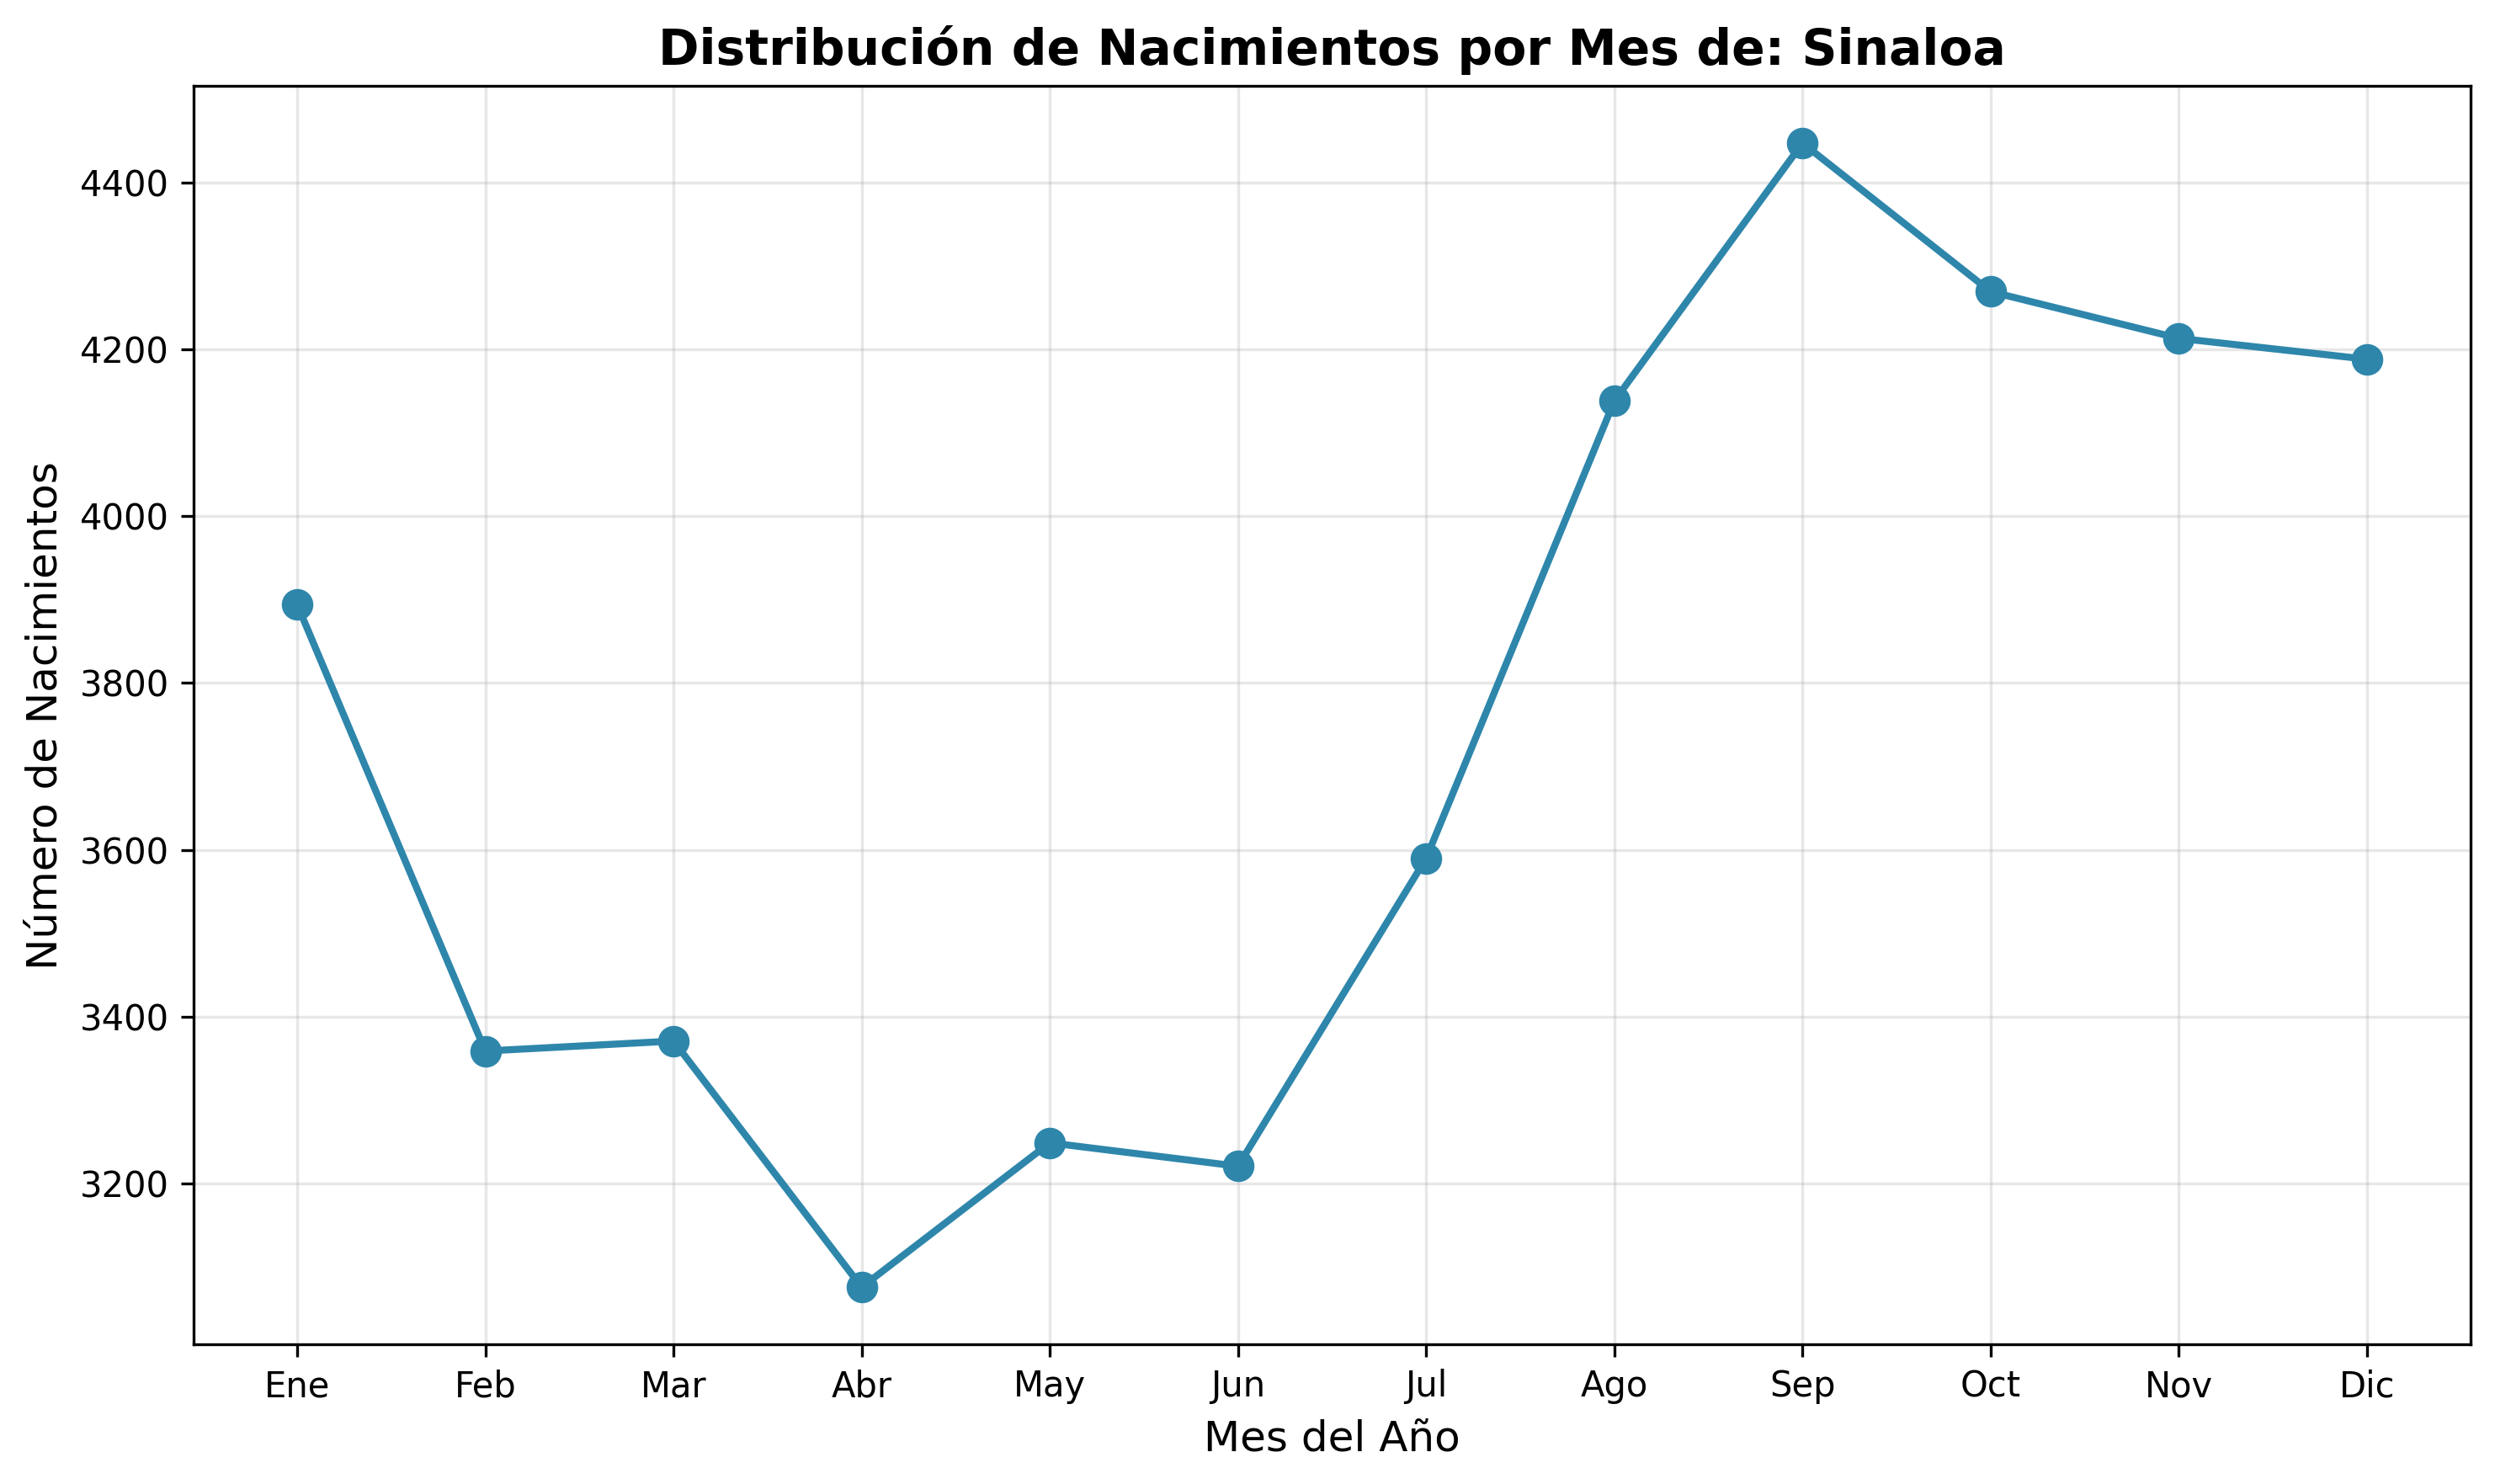 Distribución de Nacimientos por Mes de: Sinaloa
Número de Nacimientos
4400
4200
4000
3800
3600
3400
3200
Ene Feb Mar Abr May Jun Jul Ago Sep Oct Nov Dic
Mes del Año